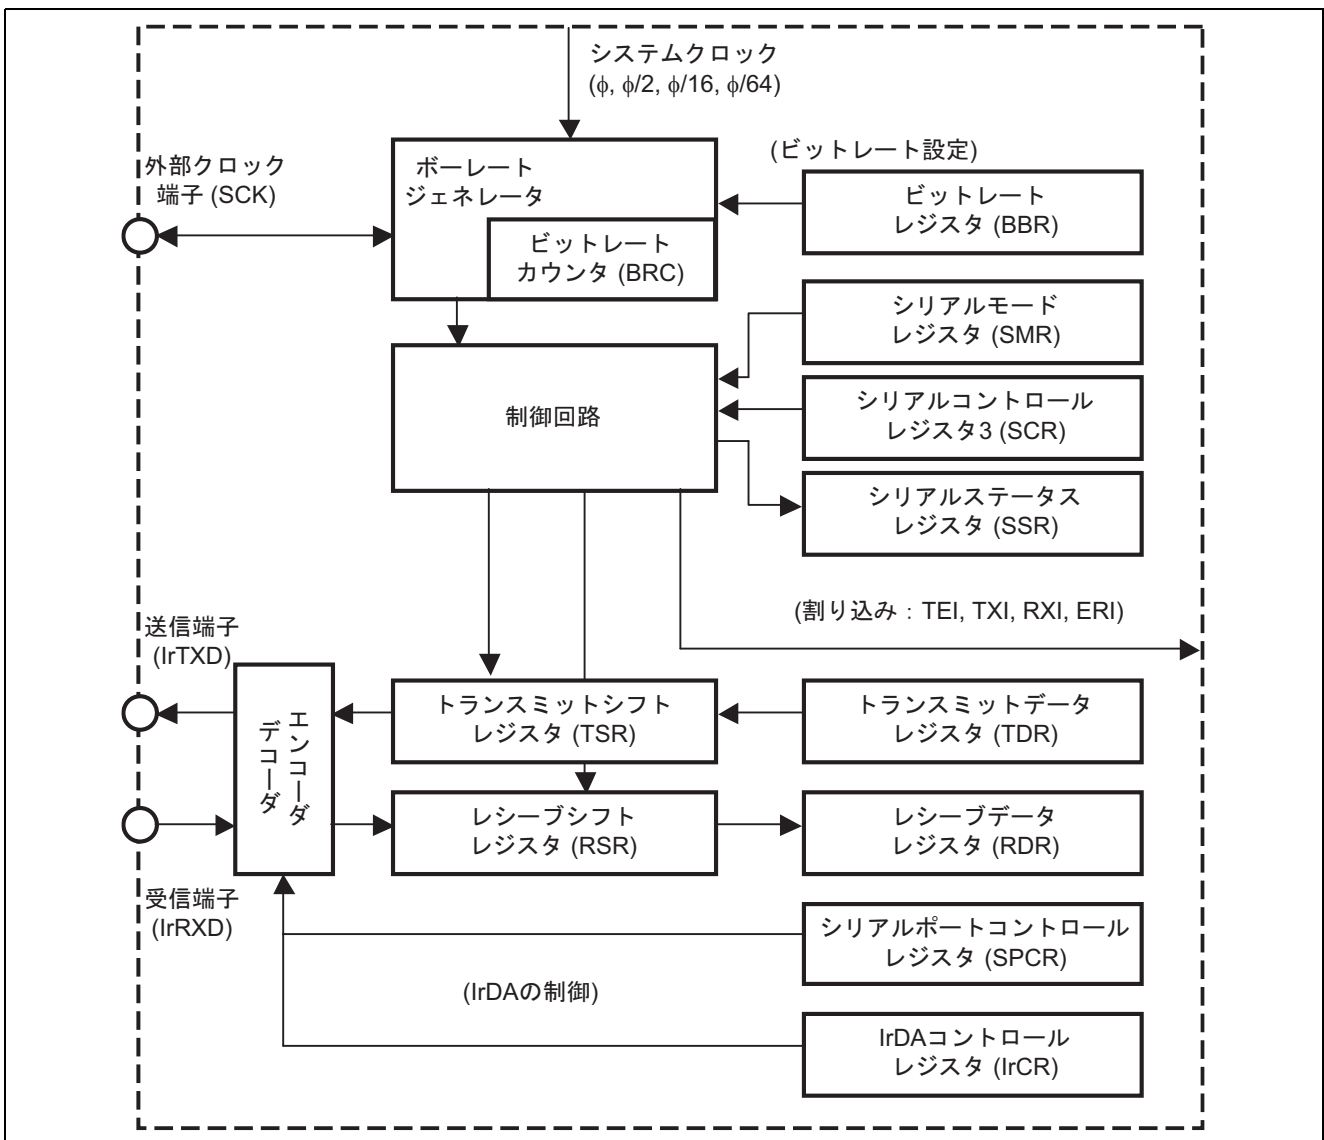 システムクロック
(ϕ, ϕ/2, ϕ/16, ϕ/64)
外部クロック
端子 (SCK)
ボーレート
ジェネレータ
ビットレート
カウンタ (BRC)
(ビットレート設定)
ビットレート
レジスタ (BBR)
シリアルモード
レジスタ (SMR)
制御回路
シリアルコントロール
レジスタ3 (SCR)
シリアルステータス
レジスタ (SSR)
(割り込み：TEI, TXI, RXI, ERI)
送信端子
(IrTXD)
エンコーダ
デコーダ
トランスミットシフト
レジスタ (TSR)
トランスミットデータ
レジスタ (TDR)
レシーブシフト
レジスタ (RSR)
レシーブデータ
レジスタ (RDR)
受信端子
(IrRXD)
シリアルポートコントロール
レジスタ (SPCR)
(IrDAの制御)
IrDAコントロール
レジスタ (IrCR)